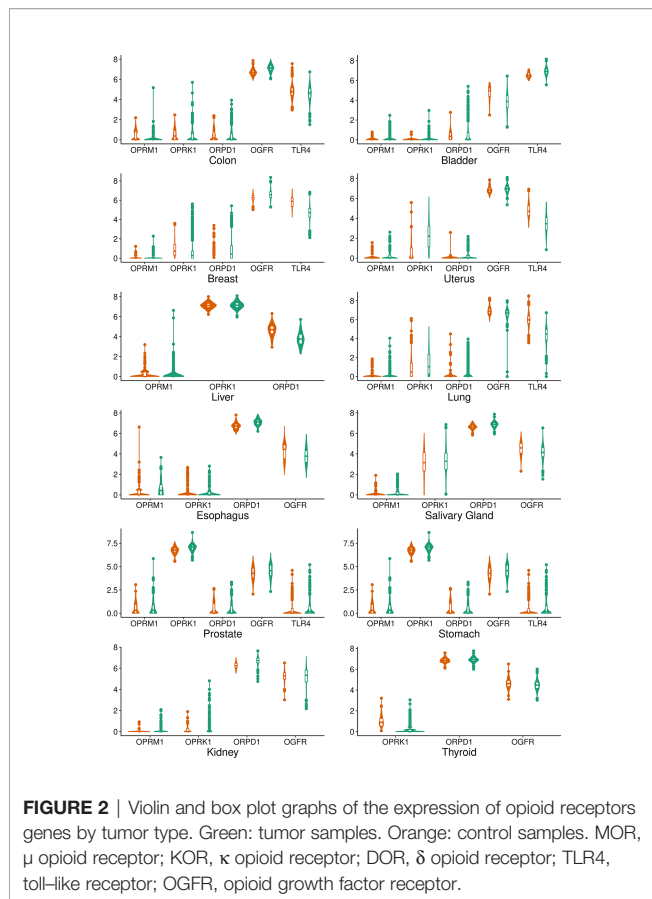 8
6
4
2
0
OPRM1 OPRK1 ORPD1 OGFR TLR4
Colon
8
6
4
2
0
OPRM1 OPRK1 ORPD1 OGFR TLR4
Bladder
8
6
4
2
0
OPRM1 OPRK1 ORPD1 OGFR TLR4
Breast
8
6
4
2
0
OPRM1 OPRK1 ORPD1 OGFR TLR4
Uterus
8
6
4
2
0
OPRM1 OPRK1 ORPD1
Liver
8
6
4
2
0
OPRM1 OPRK1 ORPD1 OGFR TLR4
Lung
8
6
4
2
0
OPRM1 OPRK1 ORPD1 OGFR
Esophagus
8
6
4
2
0
OPRM1 OPRK1 ORPD1 OGFR
Salivary Gland
7.5
5.0
2.5
0.0
OPRM1 OPRK1 ORPD1 OGFR TLR4
Prostate
7.5
5.0
2.5
0.0
OPRM1 OPRK1 ORPD1 OGFR TLR4
Stomach
8
6
4
2
0
OPRM1 OPRK1 ORPD1 OGFR
Kidney
8
6
4
2
0
OPRK1 ORPD1 OGFR
Thyroid
FIGURE 2 | Violin and box plot graphs of the expression of opioid receptors
genes by tumor type. Green: tumor samples. Orange: control samples. MOR,
μ opioid receptor; KOR, κ opioid receptor; DOR, δ opioid receptor; TLR4,
toll–like receptor; OGFR, opioid growth factor receptor.